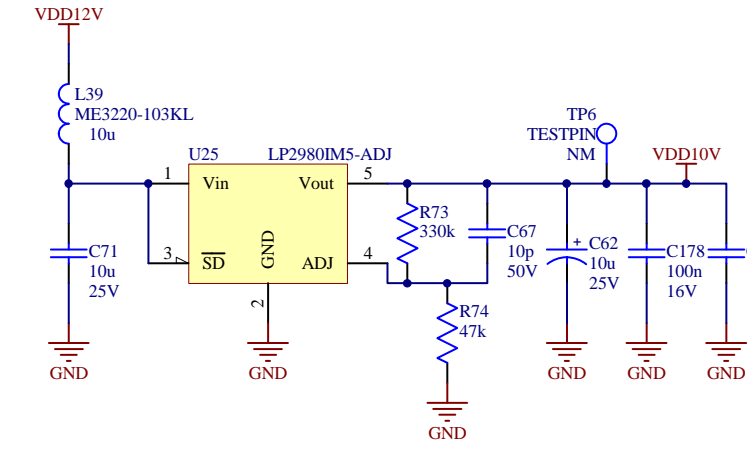 VDD12V
L39
ME3220-103KL
10u
U25
LP2980IM5-ADJ
1
Vin
Vout
5
3
SD
GND
ADJ
4
2
C71
10u
25V
GND
GND
R73
330k
C67
10p
50V
R74
47k
GND
TP6
TESTPIN
NM
VDD10V
+
C62
10u
25V
C178
100n
16V
GND
GND
GND